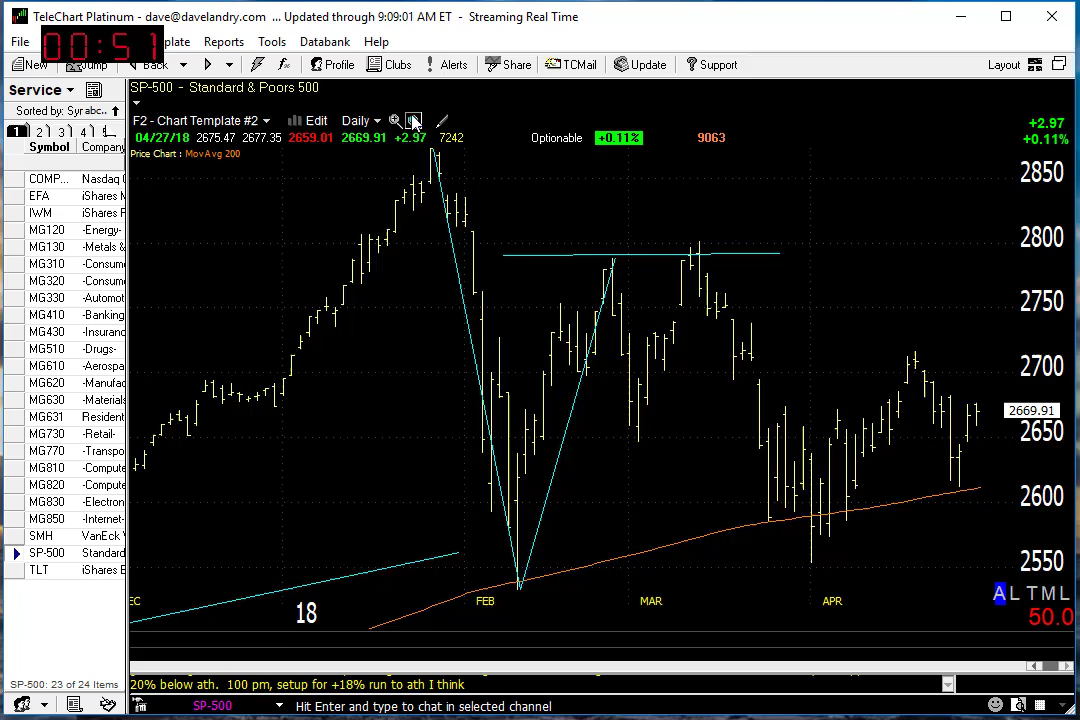 TeleChart Platinum - dave@davelandry.com ... Updated through 9:09:01 AM ET - Streaming Real Time
File plate Reports Tools Databank Help
00:51
New Jump Back Profile Clubs Alerts Share TCMail Update Support Layout
Service
SP-500 - Standard & Poors 500
Sorted by: Symbc..
F2 - Chart Template #2 Edit Daily
1 2 3 4
04/27/18 2675.47 2677.35 2659.01 2669.91 +2.97 7242 Optionable +0.11% 9063
+2.97
+0.11%
Symbol Company
Price Chart : MovAvg 200
COMP... Nasdaq
EFA iShares
IWM iShares
MG120 -Energy-
MG130 -Metals &
MG310 -Consum
MG320 -Consum
MG330 -Automot
MG410 -Banking
MG430 -Insuranc
MG510 -Drugs-
MG610 -Aerospa
MG620 -Manufac
MG630 -Materials
MG631 Resident
MG730 -Retail-
MG770 -Transpo
MG810 -Compute
MG820 -Compute
MG830 -Electron
MG850 -Internet-
SMH VanEck
SP-500 Standard
TLT iShares
2850
2800
2750
2700
2669.91
2650
2600
2550
A L T M L
50.0
EC 18 FEB MAR APR
SP-500: 23 of 24 Items
20% below ath. 100 pm, setup for +18% run to ath I think
SP-500 Hit Enter and type to chat in selected channel